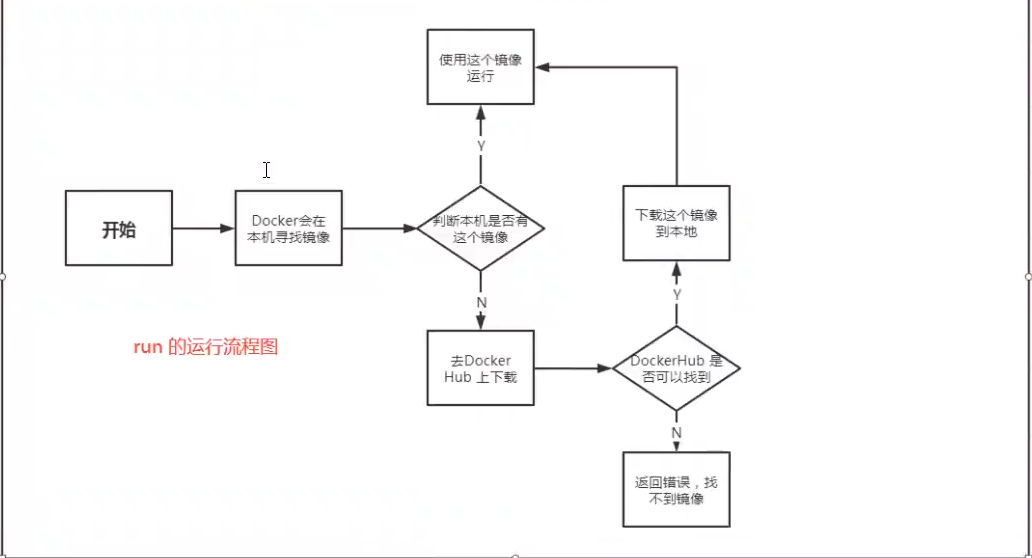 使用这个镜像
运行
Y
开始
Docker会在
本机寻找镜像
判断本机是否有
这个镜像
下载这个镜像
到本地
N
Y
run 的运行流程图
去Docker
Hub 上下载
DockerHub 是
否可以找到
N
返回错误，找
不到镜像